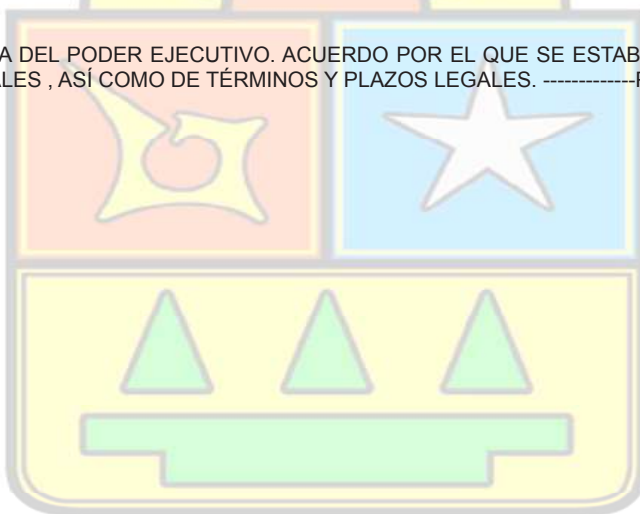 A DEL PODER EJECUTIVO. ACUERDO POR EL QUE SE ESTAB
ALES , ASÍ COMO DE TÉRMINOS Y PLAZOS LEGALES. -------------